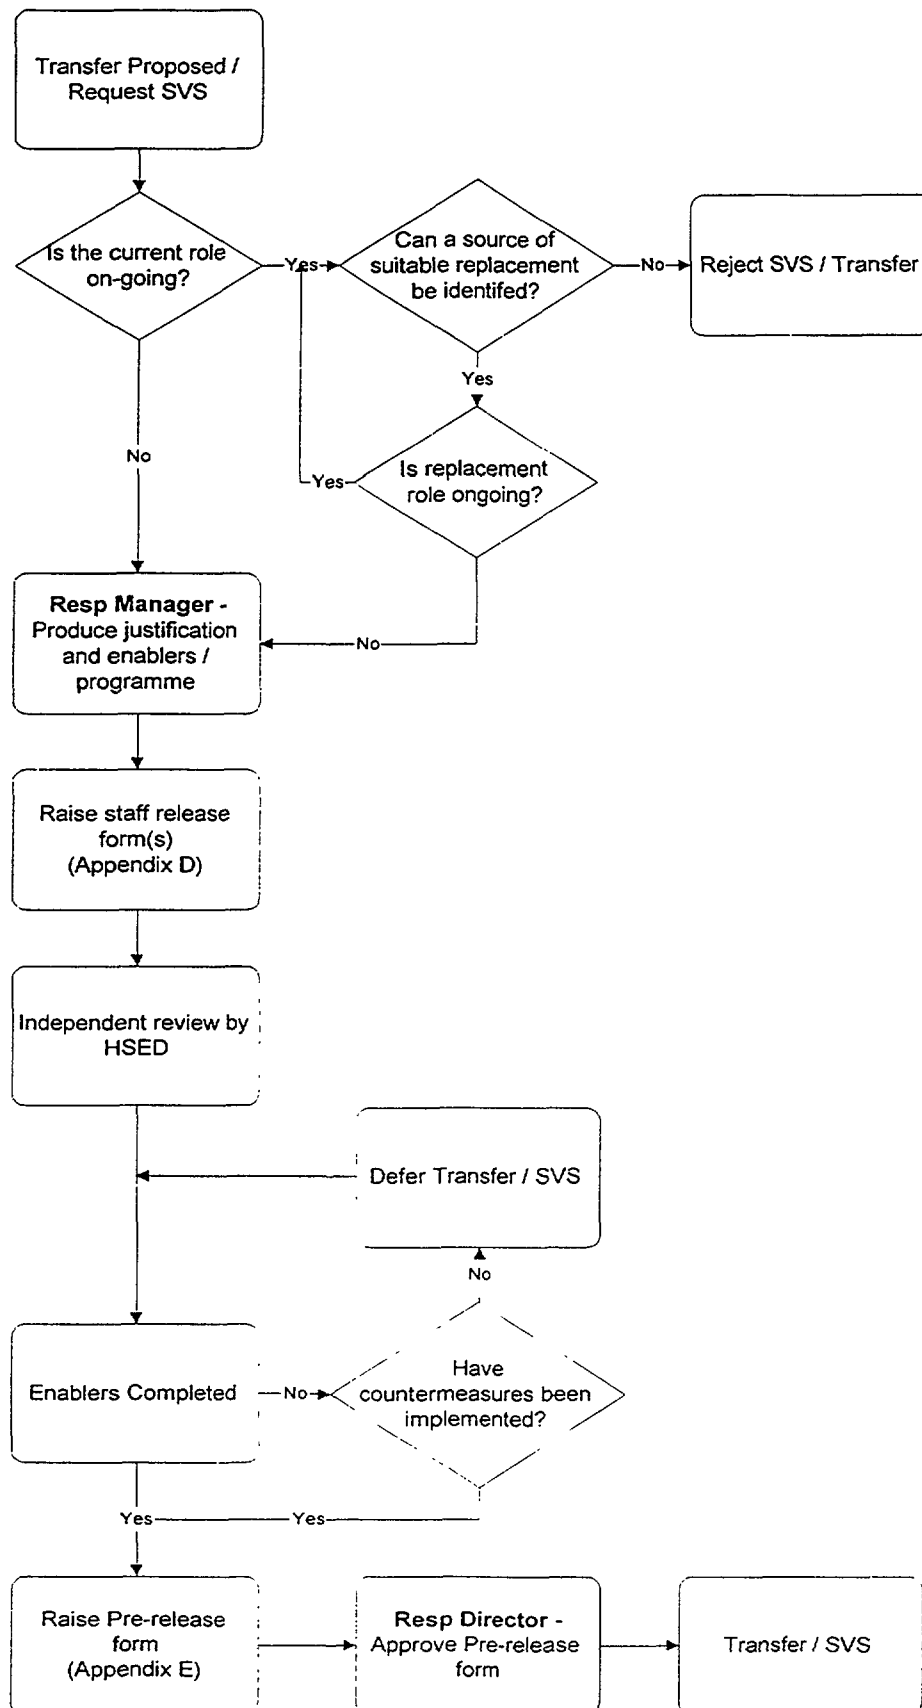 Transfer Proposed /
Request SVS
Is the current role
on-going?
Yes
Can a source of
suitable replacement
be identifed?
No
Reject SVS / Transfer
Yes
No
Yes
Is replacement
role ongoing?
Resp Manager -
Produce justification
and enablers /
programme
No
Raise staff release
form(s)
(Appendix D)
Independent review by
HSED
Defer Transfer / SVS
No
Enablers Completed
No
Have
countermeasures been
implemented?
Yes
Yes
Raise Pre-release
form
(Appendix E)
Resp Director -
Approve Pre-release
form
Transfer / SVS